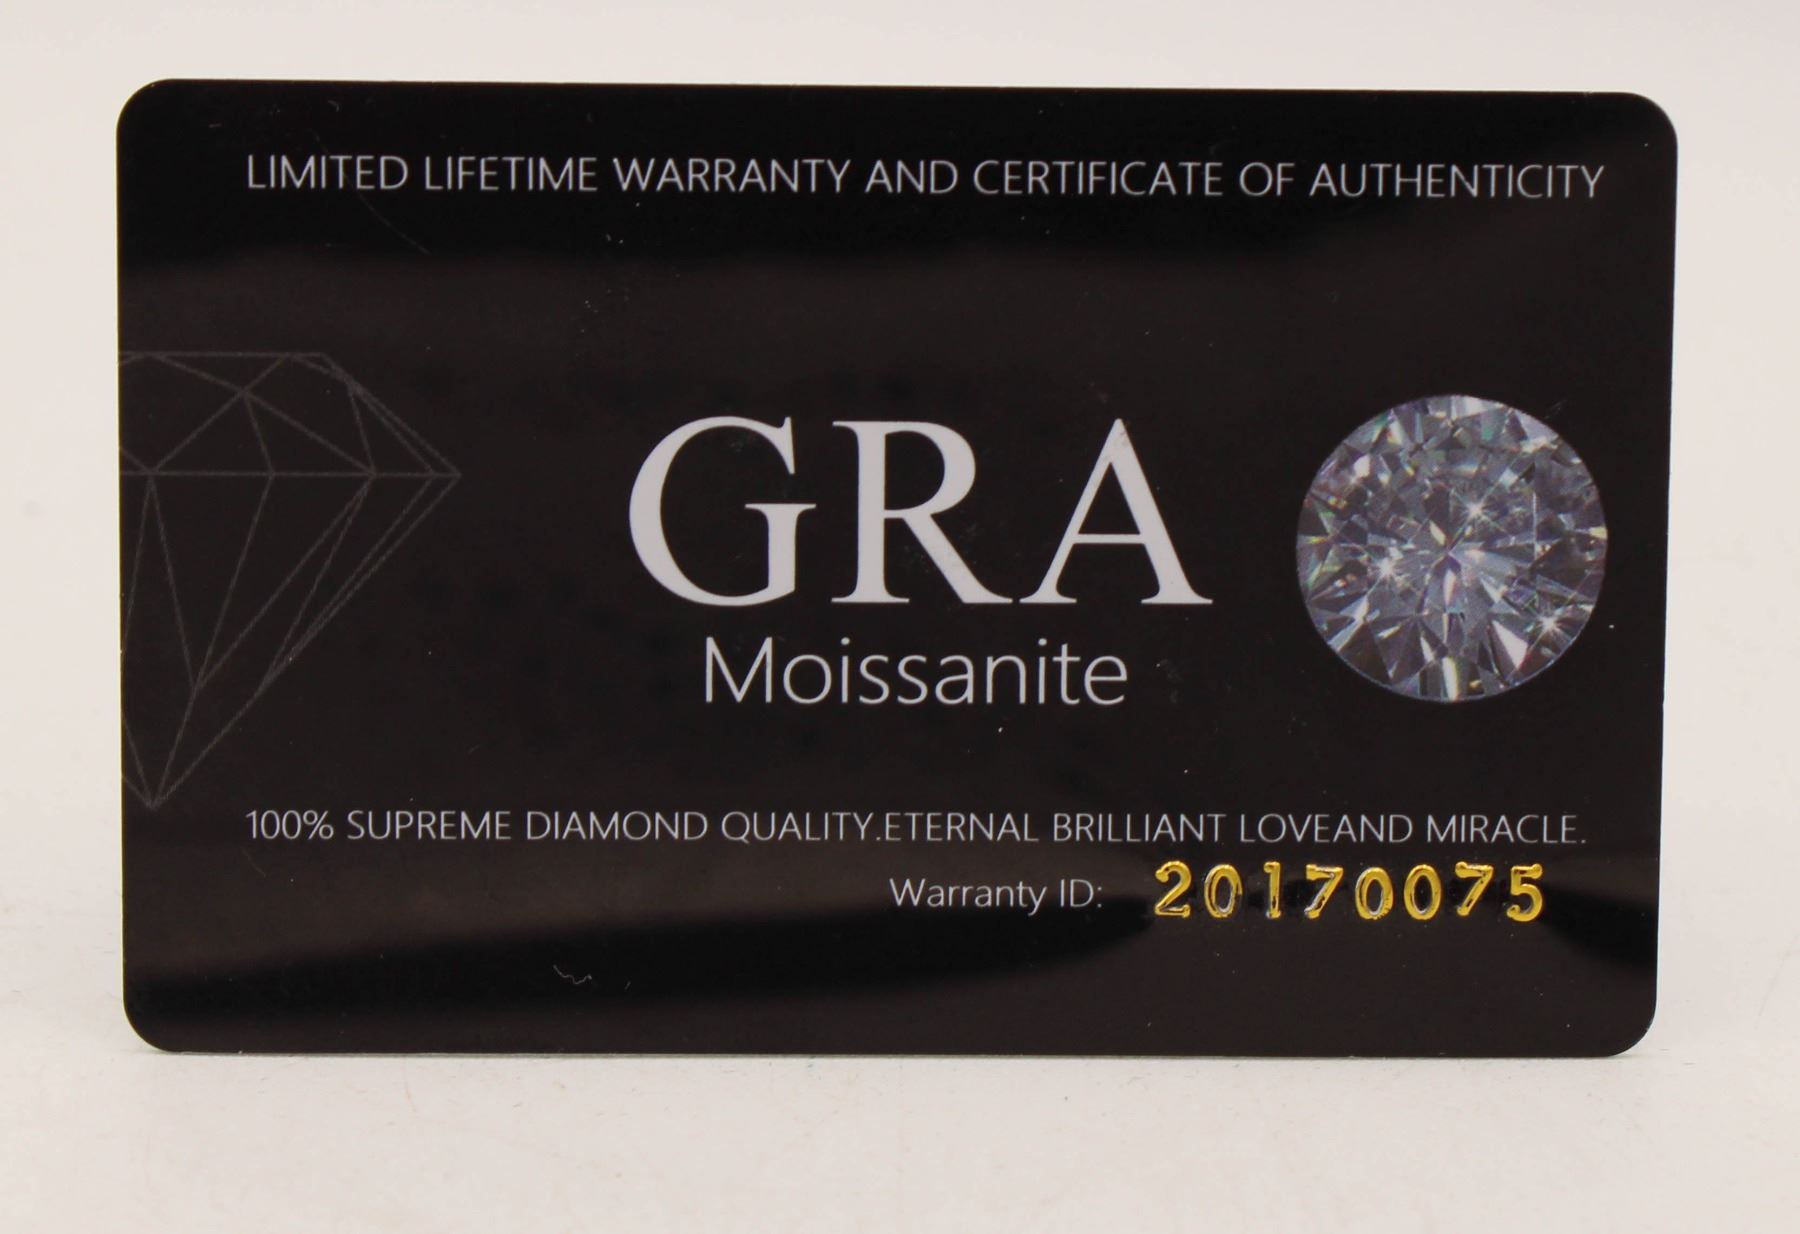 LIMITED LIFETIME WARRANTY AND CERTIFICATE OF AUTHENTICITY
GRA
Moissanite
100% SUPREME DIAMOND QUALITY.ETERNAL BRILLIANT LOVEAND MIRACLE.
Warranty ID: 20170075